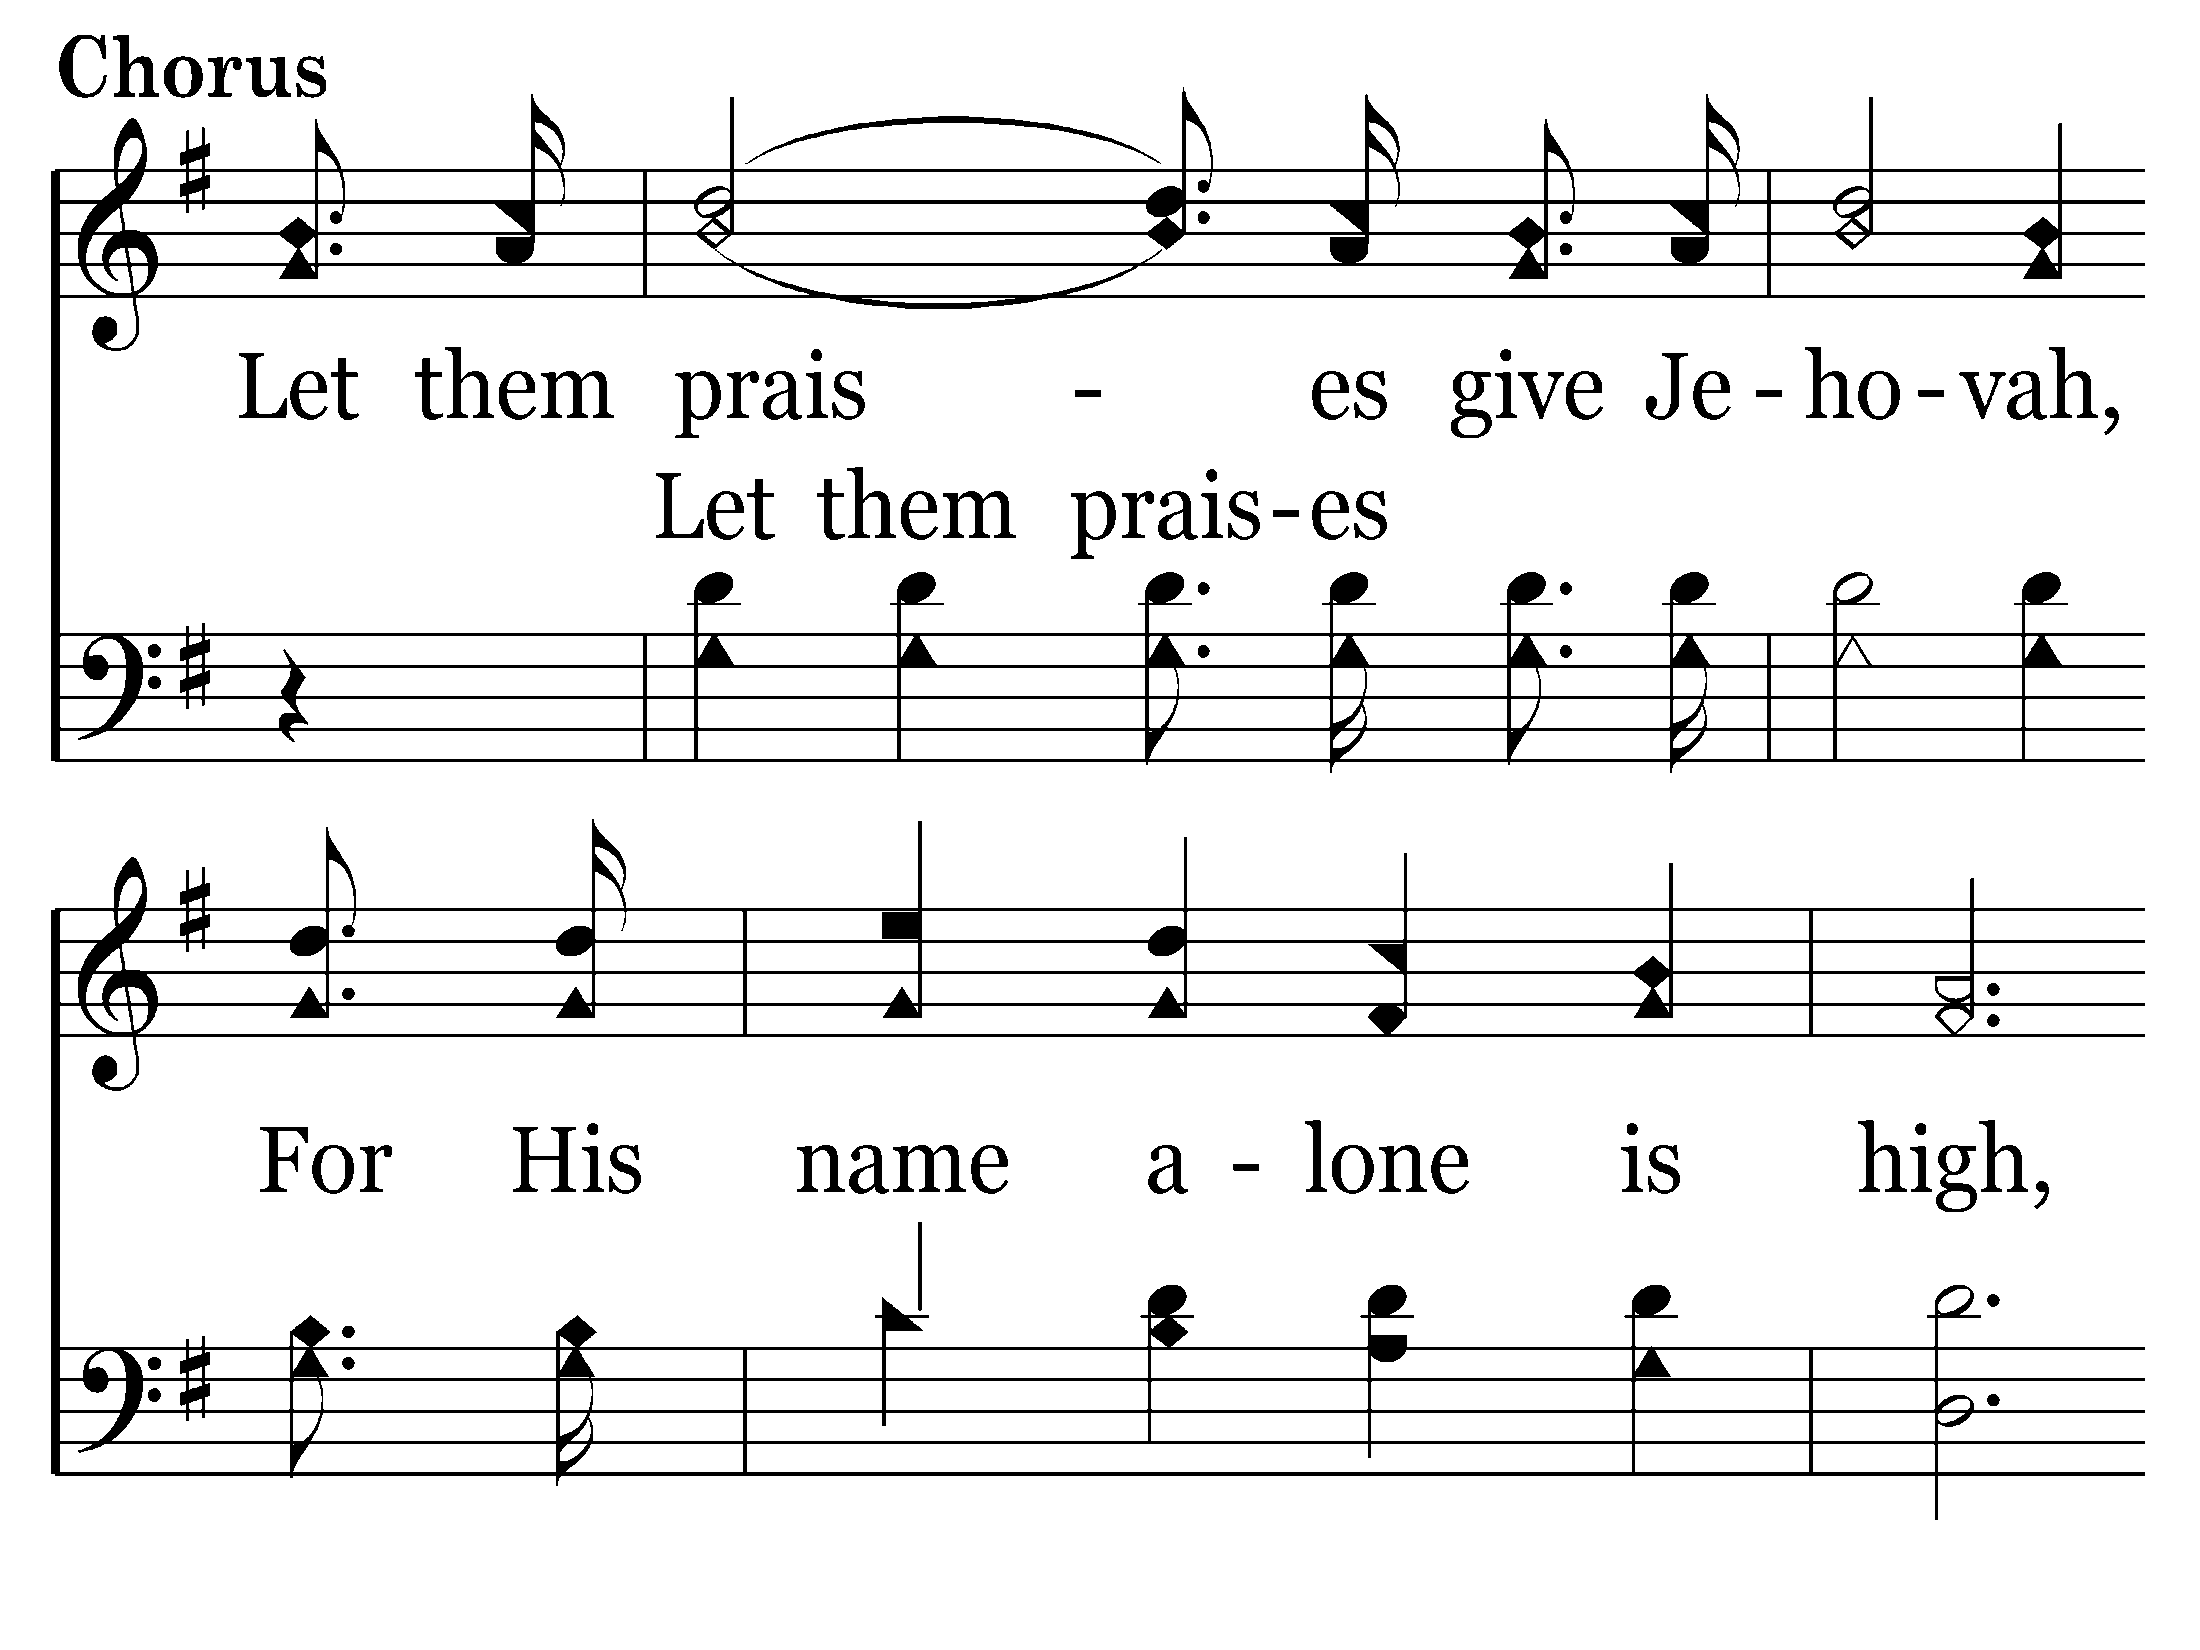 Chorus
Let them prais - es give Je - ho - vah,
Let them prais - es
For His name a - lone is high,